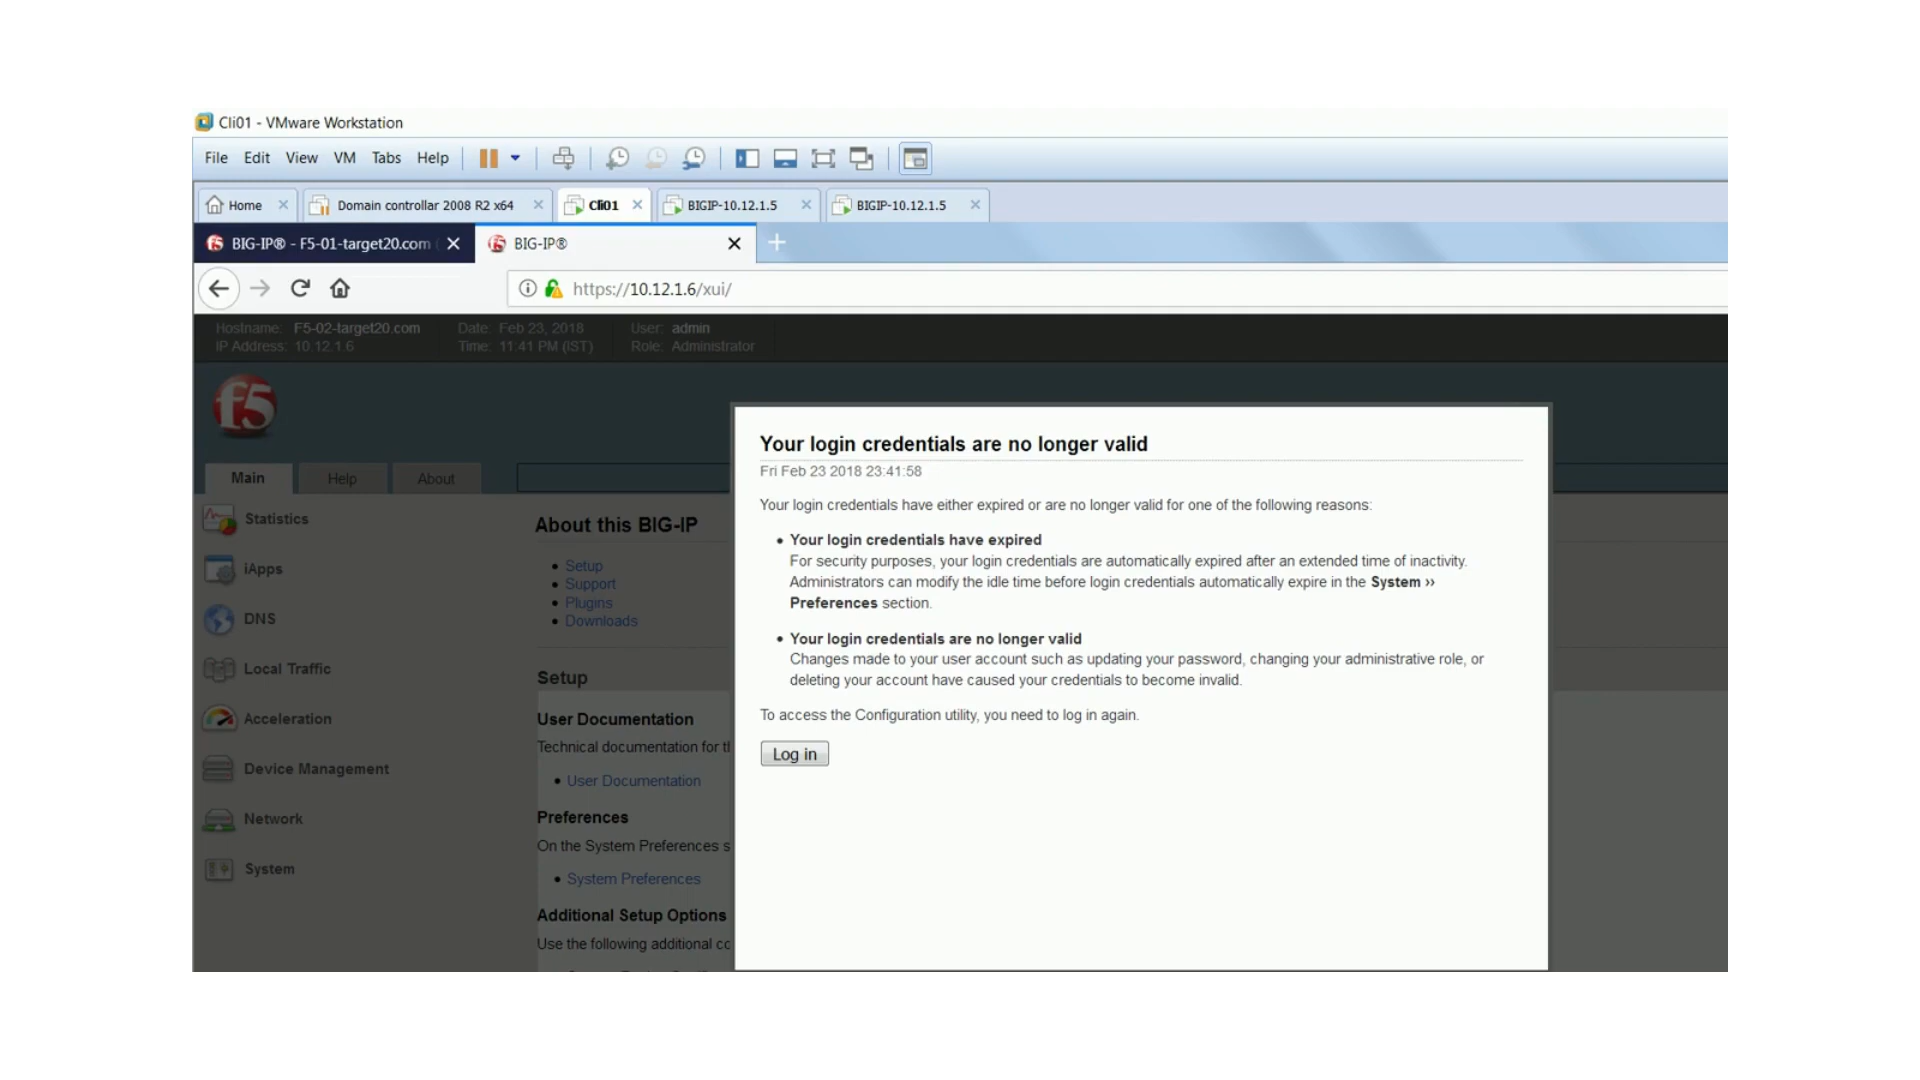 Cli01 - VMware Workstation
File Edit View VM Tabs Help
Home Domain controllar 2008 R2 x64 Cli01 BIGIP-10.12.1.5 BIGIP-10.12.1.5
BIG-IP® - F5-01-target20.com BIG-IP®
https://10.12.1.6/xui/
Hostname: F5-02-target20.com Date: Feb 23, 2018 User: admin
IP Address: 10.12.1.6 Time: 11:41 PM (IST) Role: Administrator
f5
Main Help About
Statistics
iApps
DNS
Local Traffic
Acceleration
Device Management
Network
System
About this BIG-IP
Setup
Support
Plugins
Downloads
Setup
User Documentation
Technical documentation for
User Documentation
Preferences
On the System Preferences
System Preferences
Additional Setup Options
Use the following additional
Your login credentials are no longer valid
Fri Feb 23 2018 23:41:58
Your login credentials have either expired or are no longer valid for one of the following reasons:
Your login credentials have expired
For security purposes, your login credentials are automatically expired after an extended time of inactivity.
Administrators can modify the idle time before login credentials automatically expire in the System ››
Preferences section.
Your login credentials are no longer valid
Changes made to your user account such as updating your password, changing your administrative role, or
deleting your account have caused your credentials to become invalid.
To access the Configuration utility, you need to log in again.
Log in